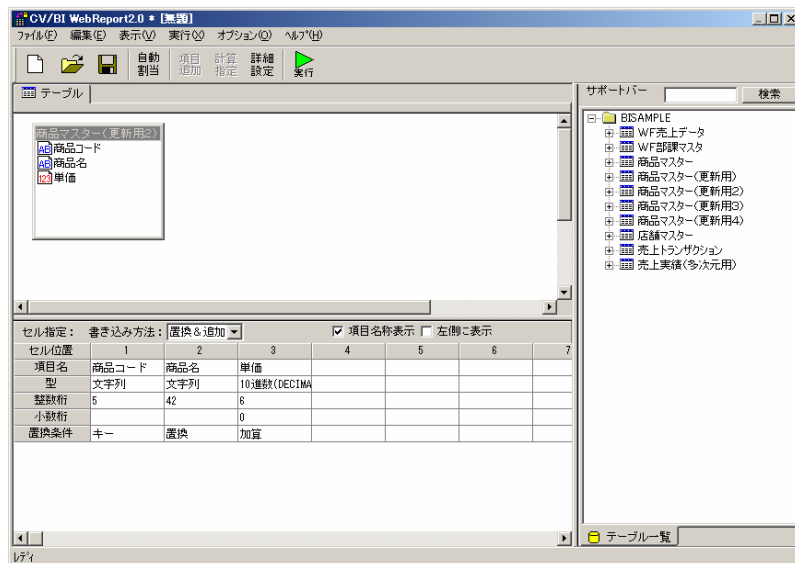 CV/BI WebReport2.0 * [無題]
ﾌｧｲﾙ(F) 編集(E) 表示(V) 実行(X) オプション(O) ﾍﾙﾌﾟ(H)
自動割当 項目追加 計算指定 詳細設定 実行
テーブル
サポートバー 検索
商品マスター(更新用2)
AB 商品コード
AB 商品名
123 単価
BISAMPLE
WF売上データ
WF部課マスタ
商品マスター
商品マスター(更新用)
商品マスター(更新用2)
商品マスター(更新用3)
商品マスター(更新用4)
店舗マスター
売上トランザクション
売上実績(多次元用)
セル指定： 書き込み方法： 置換＆追加 項目名称表示 左側に表示
セル位置 1 2 3 4 5 6 7
項目名 商品コード 商品名 単価
型 文字列 文字列 10進数(DECIMA
整数桁 5 42 6
小数桁 0
置換条件 キー 置換 加算
テーブル一覧
ﾚﾃﾞｨ